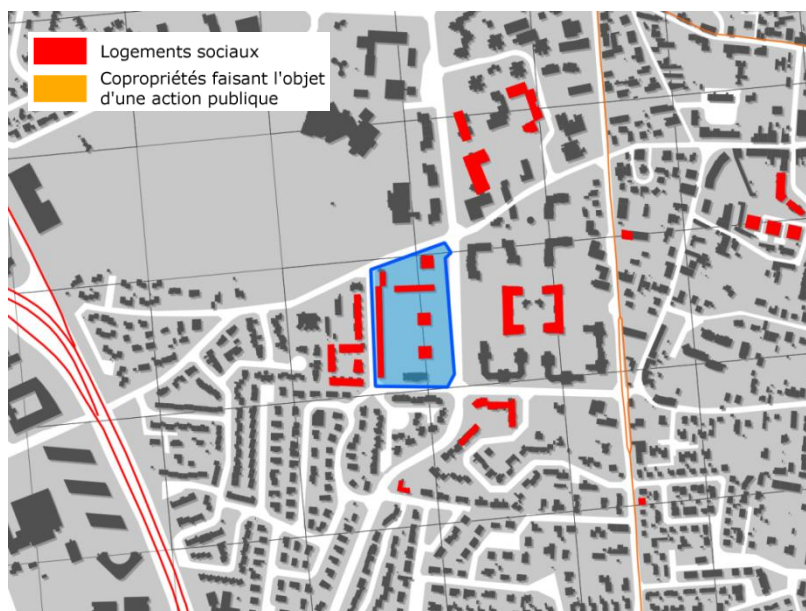 Logements sociaux
Copropriétés faisant l'objet
d'une action publique